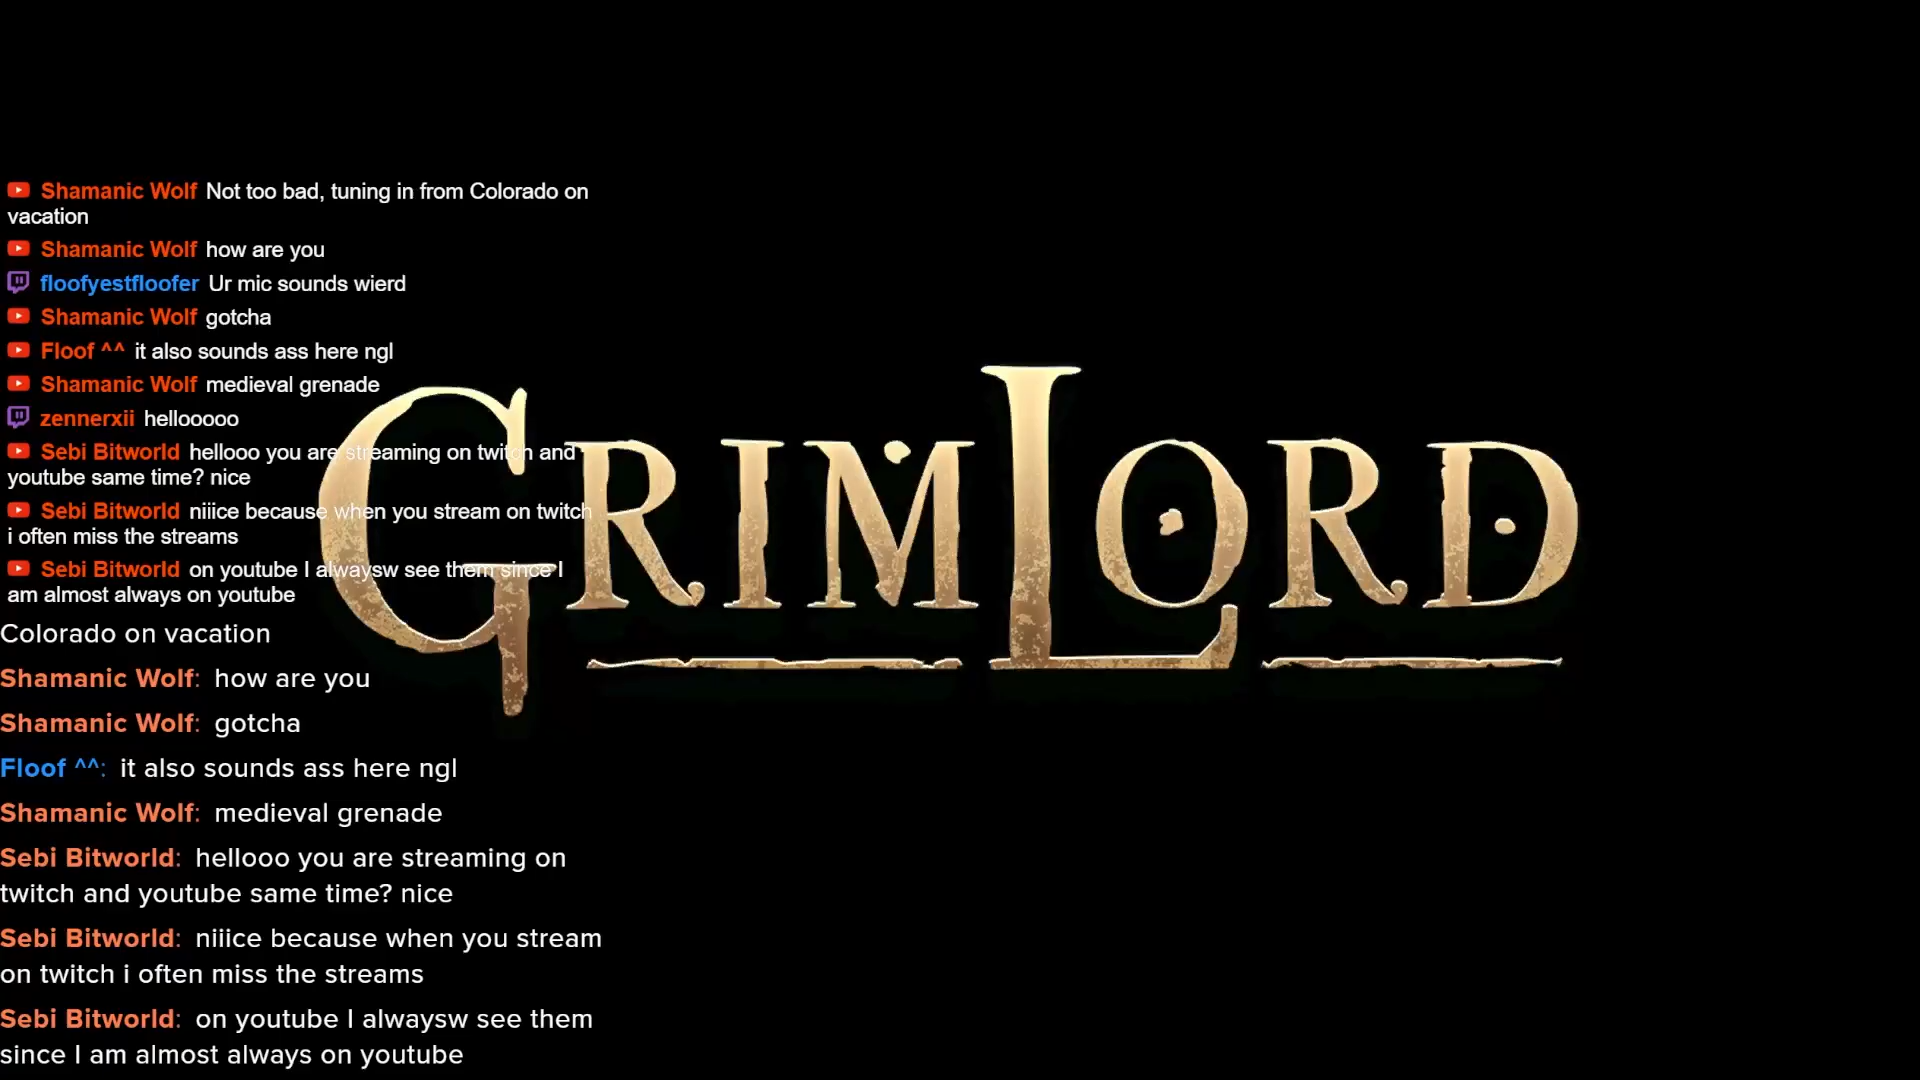 Shamanic Wolf Not too bad, tuning in from Colorado on
vacation
Shamanic Wolf how are you
floofyestfloofer Ur mic sounds wierd
Shamanic Wolf gotcha
Floof ^^ it also sounds ass here ngl
Shamanic Wolf medieval grenade
zennerxii hellooooo
Sebi Bitworld hellooo you are streaming on twitch and
youtube same time? nice
Sebi Bitworld niiice because when you stream on twitch
i often miss the streams
Sebi Bitworld on youtube I alwaysw see them since I
am almost always on youtube
GRIMLORD
Colorado on vacation
Shamanic Wolf: how are you
Shamanic Wolf: gotcha
Floof ^^: it also sounds ass here ngl
Shamanic Wolf: medieval grenade
Sebi Bitworld: hellooo you are streaming on
twitch and youtube same time? nice
Sebi Bitworld: niiice because when you stream
on twitch i often miss the streams
Sebi Bitworld: on youtube I alwaysw see them
since I am almost always on youtube